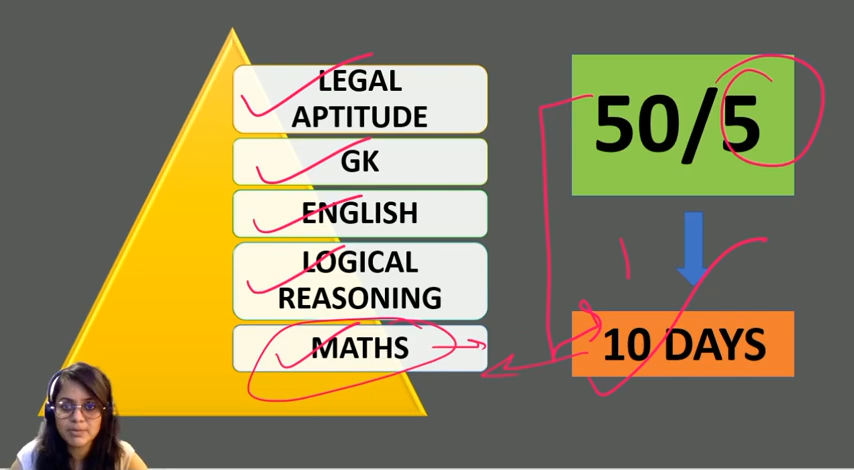 LEGAL
APTITUDE
GK
ENGLISH
LOGICAL
REASONING
MATHS
50/5
10 DAYS